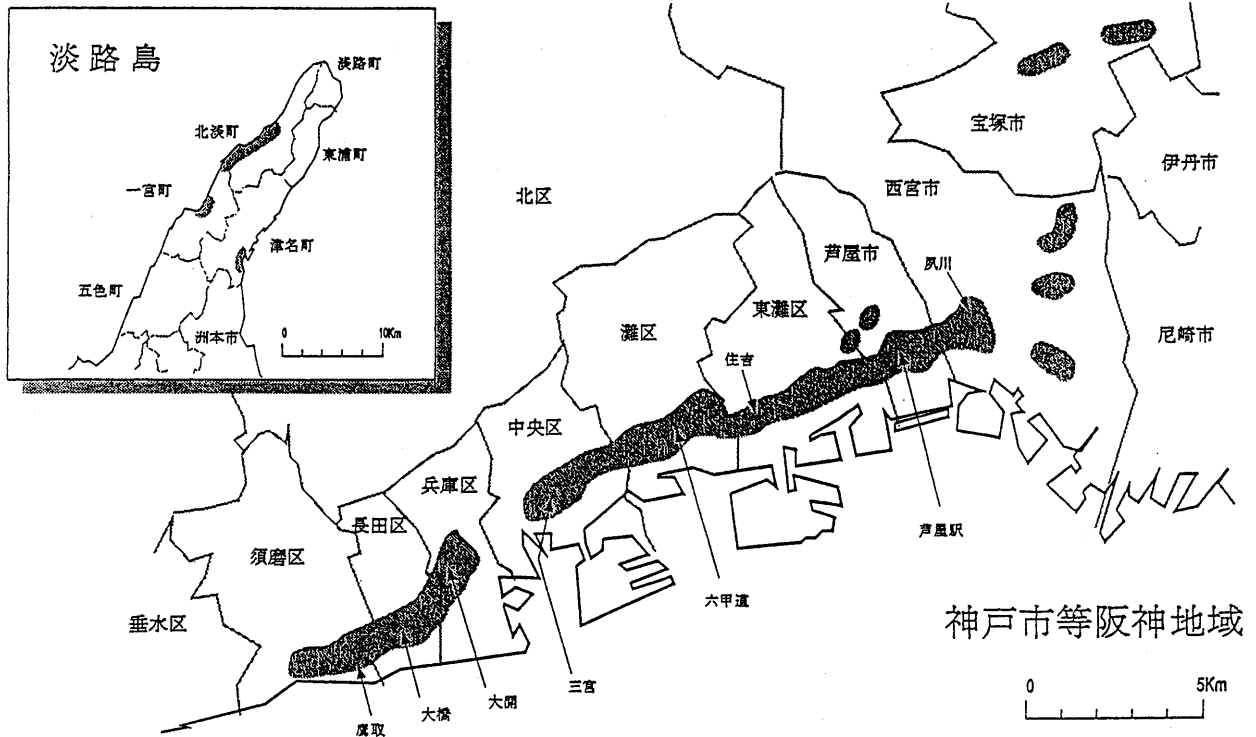 淡路島
淡路町
北淡町
東浦町
一宮町
津名町
五色町
洲本市
0 10Km
宝塚市
伊丹市
西宮市
北区
芦屋市
夙川
東灘区
灘区
尼崎市
住吉
中央区
兵庫区
長田区
芦屋駅
須磨区
六甲道
垂水区
神戸市等阪神地域
三宮
大開
大橋
鷹取
0 5Km